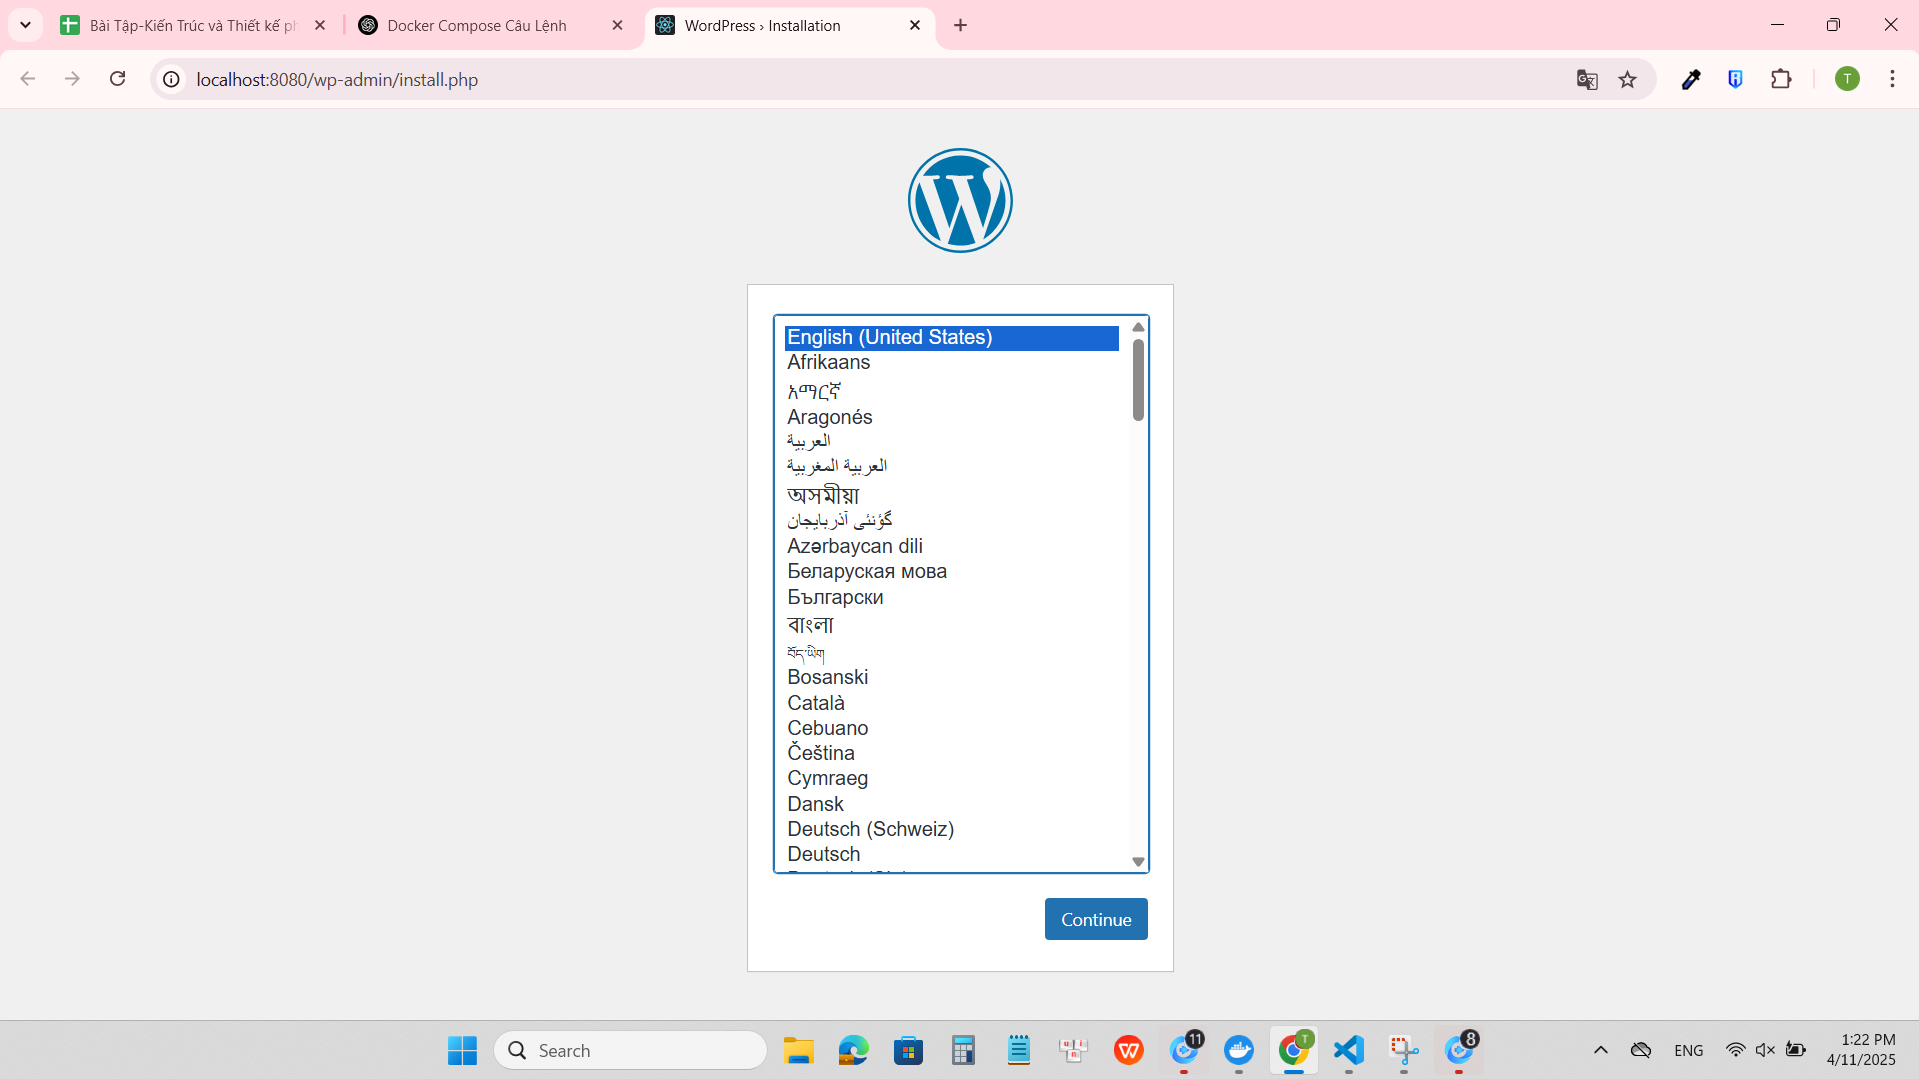 Bài Tập-Kiến Trúc và Thiết kế ph
Docker Compose Câu Lệnh
WordPress › Installation
localhost:8080/wp-admin/install.php
T
English (United States)
Afrikaans
አማርኛ
Aragonés
العربية
العربية المغربية
অসমীয়া
گؤنئی آذربایجان
Azərbaycan dili
Беларуская мова
Български
বাংলা
བོད་ཡིག
Bosanski
Català
Cebuano
Čeština
Cymraeg
Dansk
Deutsch (Schweiz)
Deutsch
Continue
Search
11
T
8
ENG
1:22 PM
4/11/2025